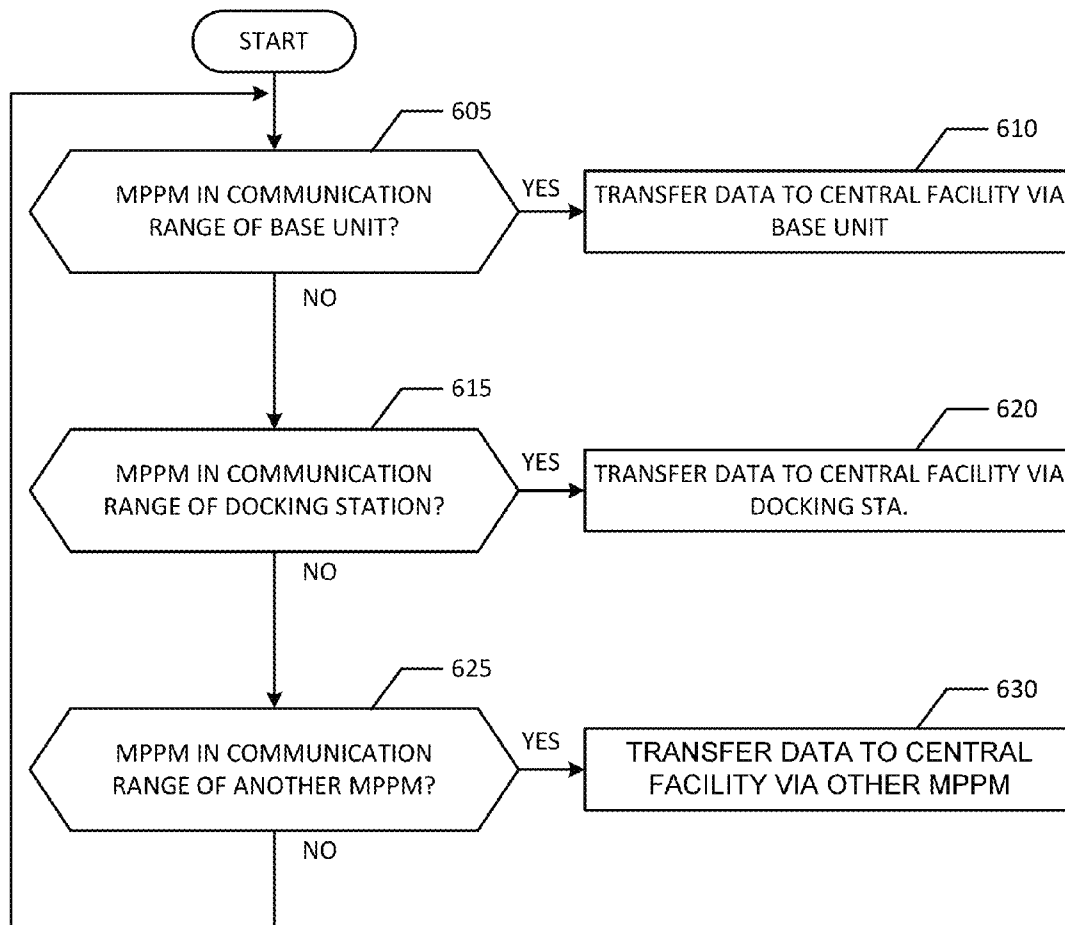 START
605
MPPM IN COMMUNICATION
RANGE OF BASE UNIT?
YES
610
TRANSFER DATA TO CENTRAL FACILITY VIA
BASE UNIT
NO
615
MPPM IN COMMUNICATION
RANGE OF DOCKING STATION?
YES
620
TRANSFER DATA TO CENTRAL FACILITY VIA
DOCKING STA.
NO
625
MPPM IN COMMUNICATION
RANGE OF ANOTHER MPPM?
YES
630
TRANSFER DATA TO CENTRAL
FACILITY VIA OTHER MPPM
NO